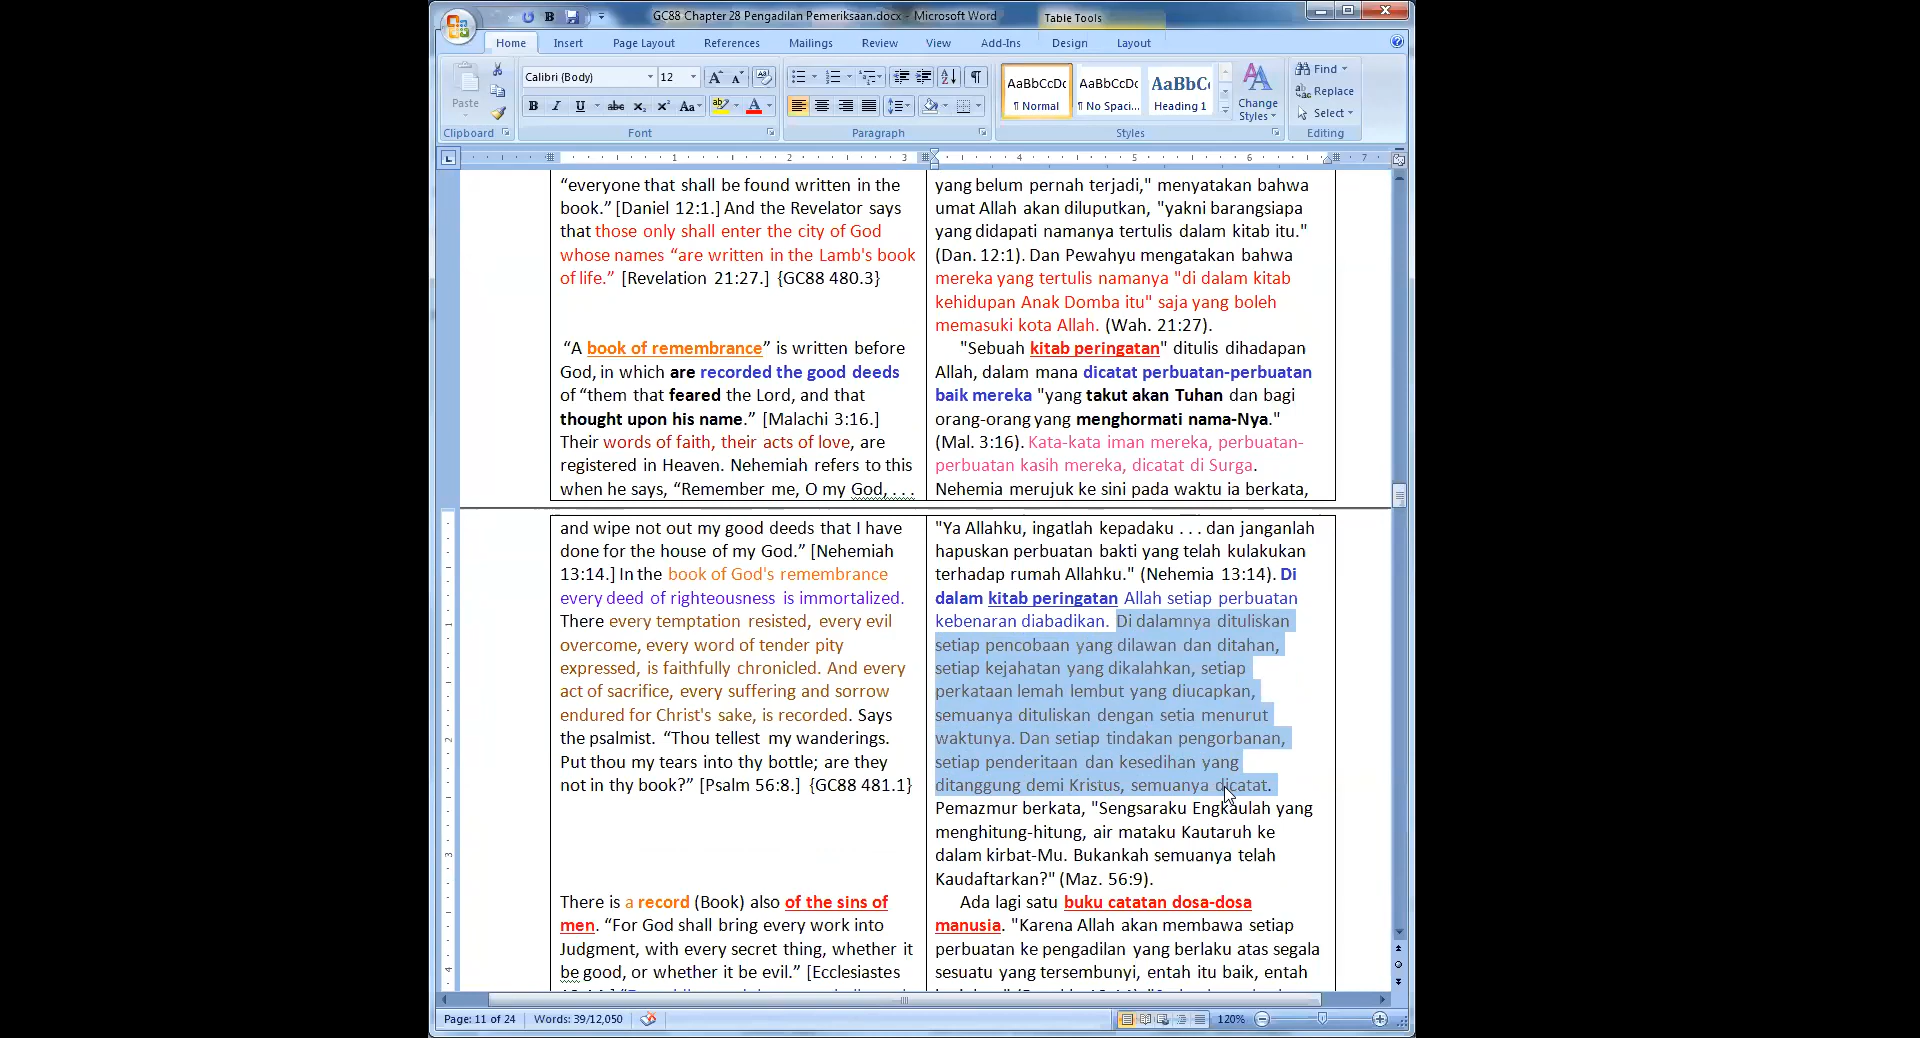 GC88 Chapter 28 Pengadilan Pemeriksaan.docx - Microsoft Word
Table Tools
Home Insert Page Layout References Mailings Review View Add-Ins Design Layout
Paste
Calibri (Body) 12
AaBbCcDc AaBbCcDc AaBbC
¶ Normal ¶ No Spaci... Heading 1
Change Styles
Find
Replace
Select
Clipboard Font Paragraph Styles Editing
1 2 3 4 5 6 7
“everyone that shall be found written in the
book.” [Daniel 12:1.] And the Revelator says
that those only shall enter the city of God
whose names “are written in the Lamb's book
of life.” [Revelation 21:27.] {GC88 480.3}
“A book of remembrance” is written before
God, in which are recorded the good deeds
of “them that feared the Lord, and that
thought upon his name.” [Malachi 3:16.]
Their words of faith, their acts of love, are
registered in Heaven. Nehemiah refers to this
when he says, “Remember me, O my God, . . .
and wipe not out my good deeds that I have
done for the house of my God.” [Nehemiah
13:14.] In the book of God's remembrance
every deed of righteousness is immortalized.
There every temptation resisted, every evil
overcome, every word of tender pity
expressed, is faithfully chronicled. And every
act of sacrifice, every suffering and sorrow
endured for Christ's sake, is recorded. Says
the psalmist. “Thou tellest my wanderings.
Put thou my tears into thy bottle; are they
not in thy book?” [Psalm 56:8.] {GC88 481.1}
There is a record (Book) also of the sins of
men. “For God shall bring every work into
Judgment, with every secret thing, whether it
be good, or whether it be evil.” [Ecclesiastes
yang belum pernah terjadi," menyatakan bahwa
umat Allah akan diluputkan, "yakni barangsiapa
yang didapati namanya tertulis dalam kitab itu."
(Dan. 12:1). Dan Pewahyu mengatakan bahwa
mereka yang tertulis namanya "di dalam kitab
kehidupan Anak Domba itu" saja yang boleh
memasuki kota Allah. (Wah. 21:27).
"Sebuah kitab peringatan" ditulis dihadapan
Allah, dalam mana dicatat perbuatan-perbuatan
baik mereka "yang takut akan Tuhan dan bagi
orang-orang yang menghormati nama-Nya."
(Mal. 3:16). Kata-kata iman mereka, perbuatan-
perbuatan kasih mereka, dicatat di Surga.
Nehemia merujuk ke sini pada waktu ia berkata,
"Ya Allahku, ingatlah kepadaku . . . dan janganlah
hapuskan perbuatan bakti yang telah kulakukan
terhadap rumah Allahku." (Nehemia 13:14). Di
dalam kitab peringatan Allah setiap perbuatan
kebenaran diabadikan. Di dalamnya dituliskan
setiap pencobaan yang dilawan dan ditahan,
setiap kejahatan yang dikalahkan, setiap
perkataan lemah lembut yang diucapkan,
semuanya dituliskan dengan setia menurut
waktunya. Dan setiap tindakan pengorbanan,
setiap penderitaan dan kesedihan yang
ditanggung demi Kristus, semuanya dicatat.
Pemazmur berkata, "Sengsaraku Engkaulah yang
menghitung-hitung, air mataku Kautaruh ke
dalam kirbat-Mu. Bukankah semuanya telah
Kaudaftarkan?" (Maz. 56:9).
Ada lagi satu buku catatan dosa-dosa
manusia. "Karena Allah akan membawa setiap
perbuatan ke pengadilan yang berlaku atas segala
sesuatu yang tersembunyi, entah itu baik, entah
Page: 11 of 24 Words: 39/12,050 120%